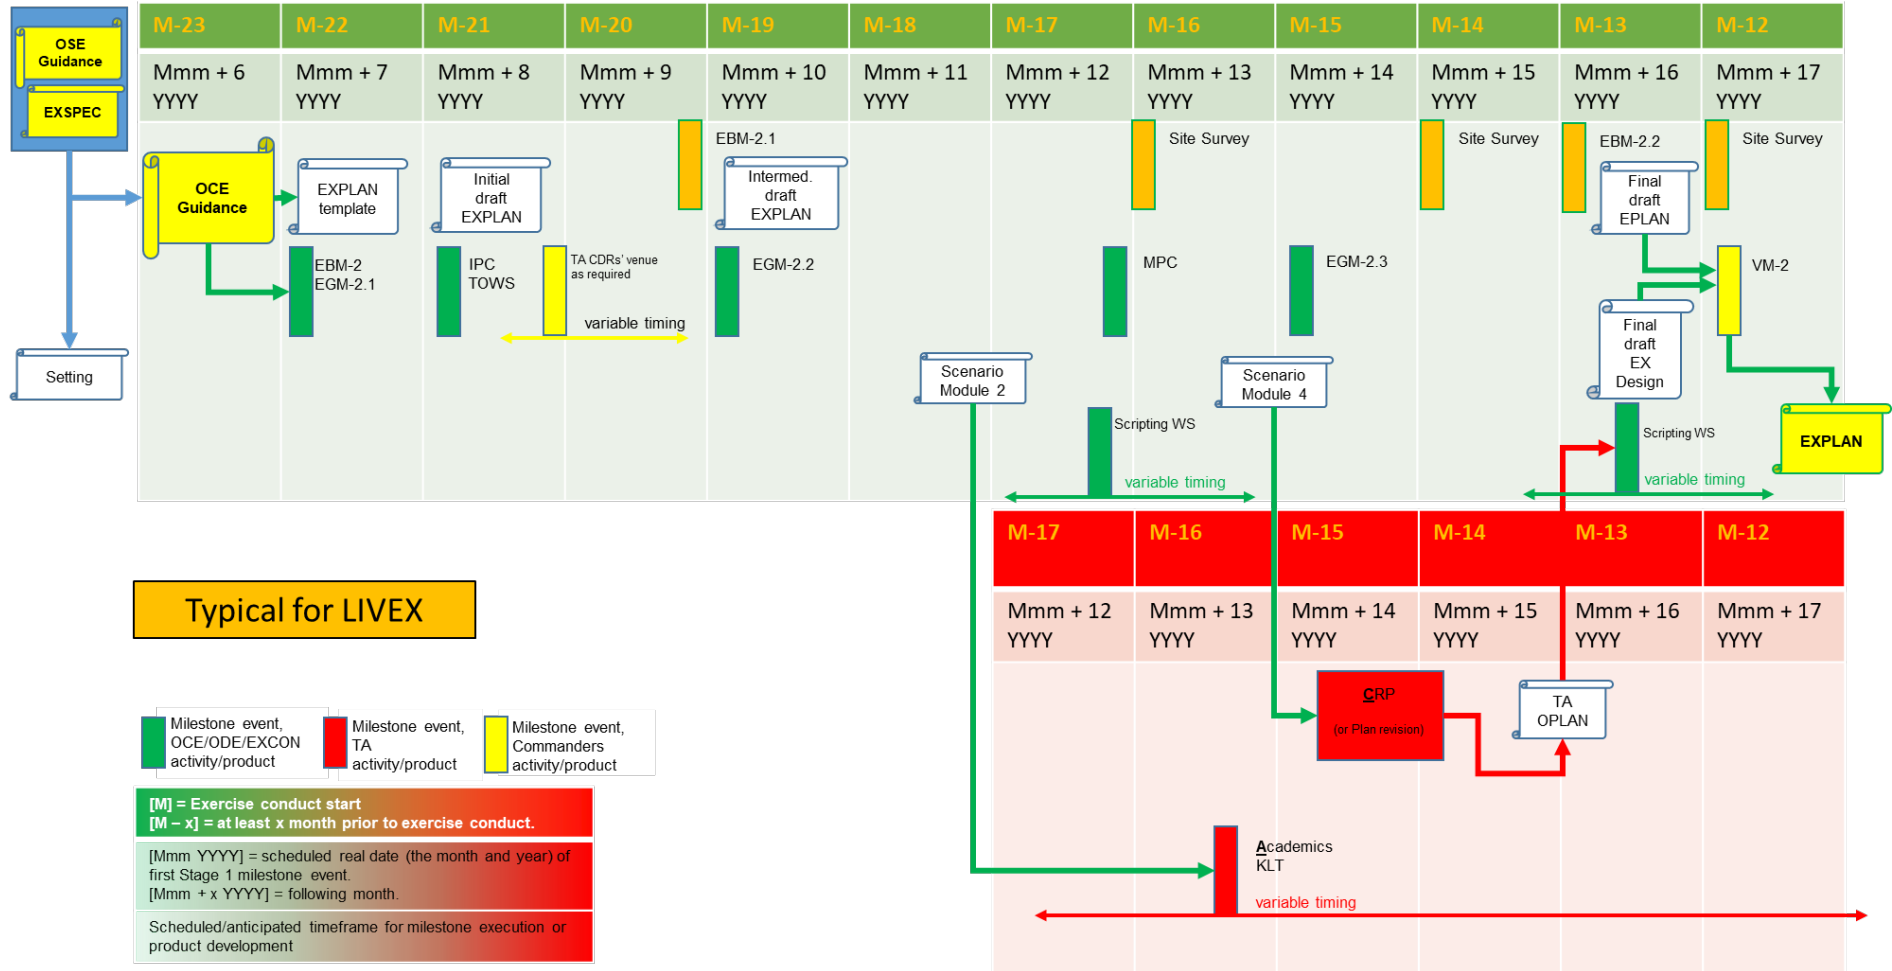 OSE
Guidance
EXSPEC
Setting
M-23
M-22
M-21
M-20
M-19
M-18
M-17
M-16
M-15
M-14
M-13
M-12
Mmm + 6
YYYY
Mmm + 7
YYYY
Mmm + 8
YYYY
Mmm + 9
YYYY
Mmm + 10
YYYY
Mmm + 11
YYYY
Mmm + 12
YYYY
Mmm + 13
YYYY
Mmm + 14
YYYY
Mmm + 15
YYYY
Mmm + 16
YYYY
Mmm + 17
YYYY
EBM-2.1
Site Survey
Site Survey
EBM-2.2
Site Survey
OCE
Guidance
EXPLAN
template
Initial
draft
EXPLAN
Intermed.
draft
EXPLAN
Final
draft
EPLAN
EBM-2
EGM-2.1
IPC
TOWS
TA CDRs' venue
as required
variable timing
EGM-2.2
MPC
EGM-2.3
VM-2
Scenario
Module 2
Scenario
Module 4
Final
draft
EX
Design
Scripting WS
variable timing
Scripting WS
variable timing
EXPLAN
M-17
M-16
M-15
M-14
M-13
M-12
Mmm + 12
YYYY
Mmm + 13
YYYY
Mmm + 14
YYYY
Mmm + 15
YYYY
Mmm + 16
YYYY
Mmm + 17
YYYY
CRP
(or Plan revision)
TA
OPLAN
Academics
KLT
variable timing
Typical for LIVEX
Milestone event,
OCE/ODE/EXCON
activity/product
Milestone event,
TA
activity/product
Milestone event,
Commanders
activity/product
[M] = Exercise conduct start
[M – x] = at least x month prior to exercise conduct.
[Mmm YYYY] = scheduled real date (the month and year) of
first Stage 1 milestone event.
[Mmm + x YYYY] = following month.
Scheduled/anticipated timeframe for milestone execution or
product development